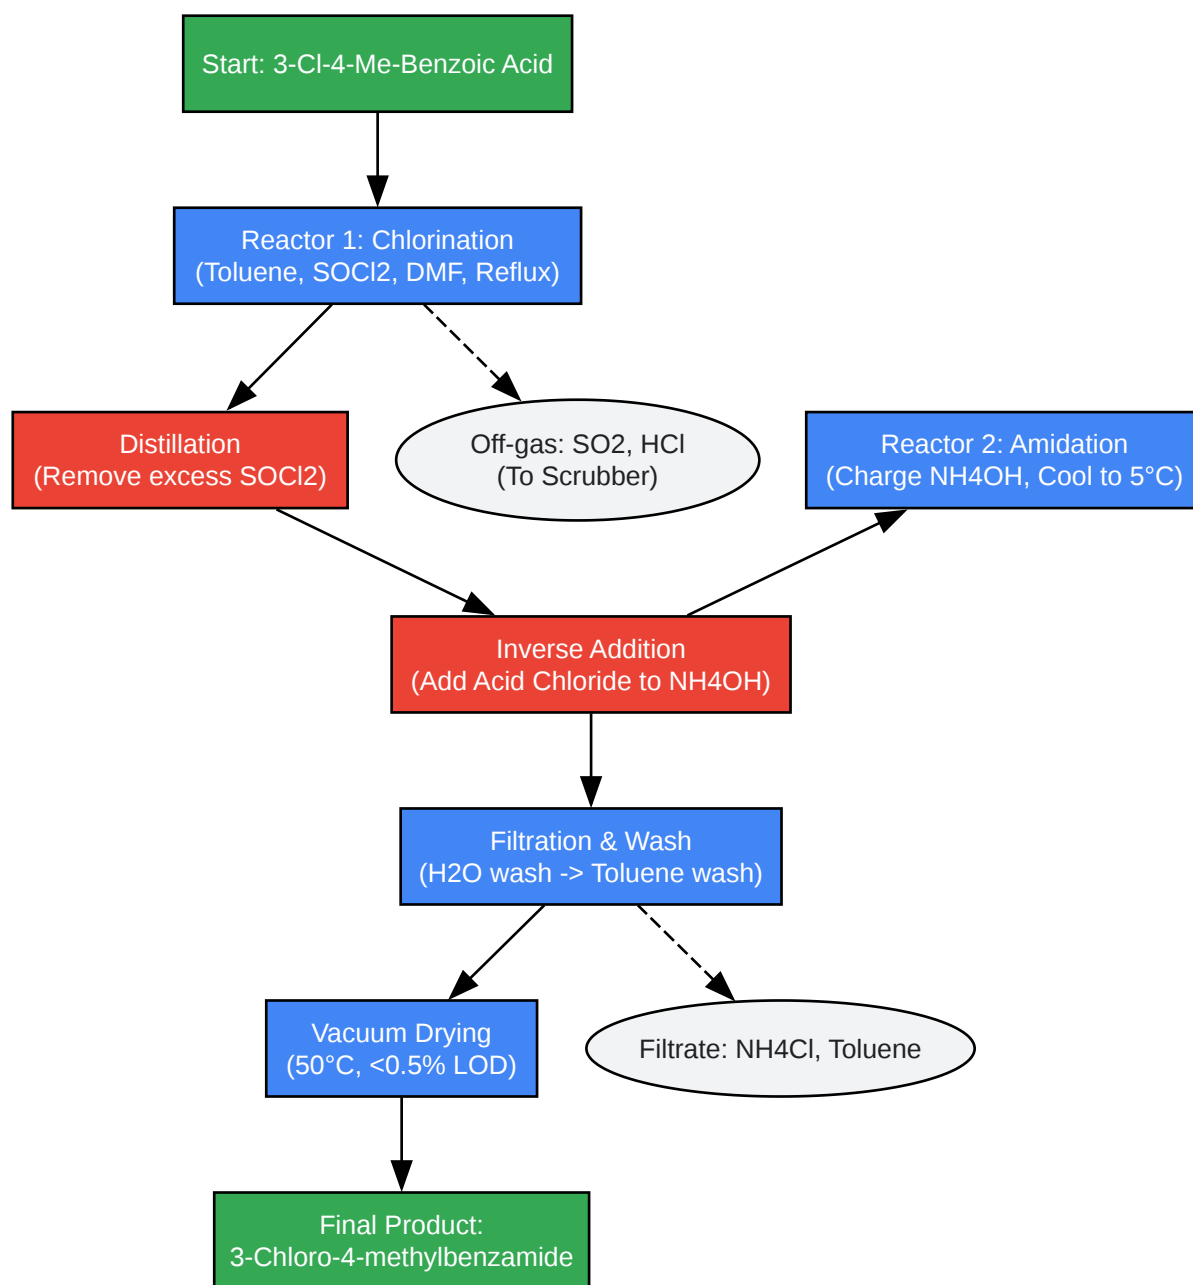 Start: 3-Cl-4-Me-Benzoic Acid
Reactor 1: Chlorination
(Toluene, SOCl2, DMF, Reflux)
Distillation
(Remove excess SOCl2)
Off-gas: SO2, HCl
(To Scrubber)
Reactor 2: Amidation
(Charge NH4OH, Cool to 5°C)
Inverse Addition
(Add Acid Chloride to NH4OH)
Filtration & Wash
(H2O wash -> Toluene wash)
Vacuum Drying
(50°C, <0.5% LOD)
Filtrate: NH4Cl, Toluene
Final Product:
3-Chloro-4-methylbenzamide